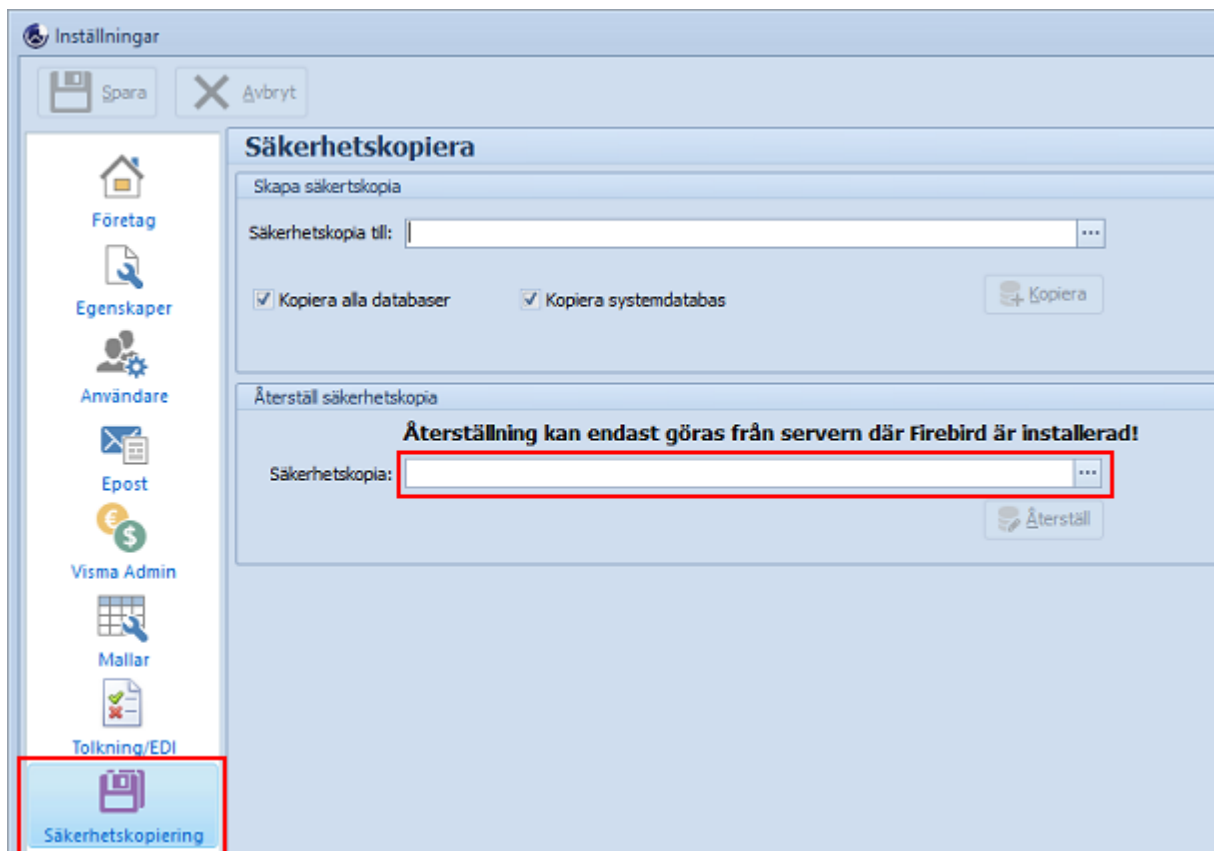 Inställningar
Spara
Avbryt
Företag
Egenskaper
Användare
Epost
Visma Admin
Mallar
Tolkning/EDI
Säkerhetskopiering
Säkerhetskopiera
Skapa säkertskopia
Säkerhetskopia till:
...
Kopiera alla databaser
Kopiera systemdatabas
Kopiera
Återställ säkerhetskopia
Återställning kan endast göras från servern där Firebird är installerad!
Säkerhetskopia:
...
Återställ